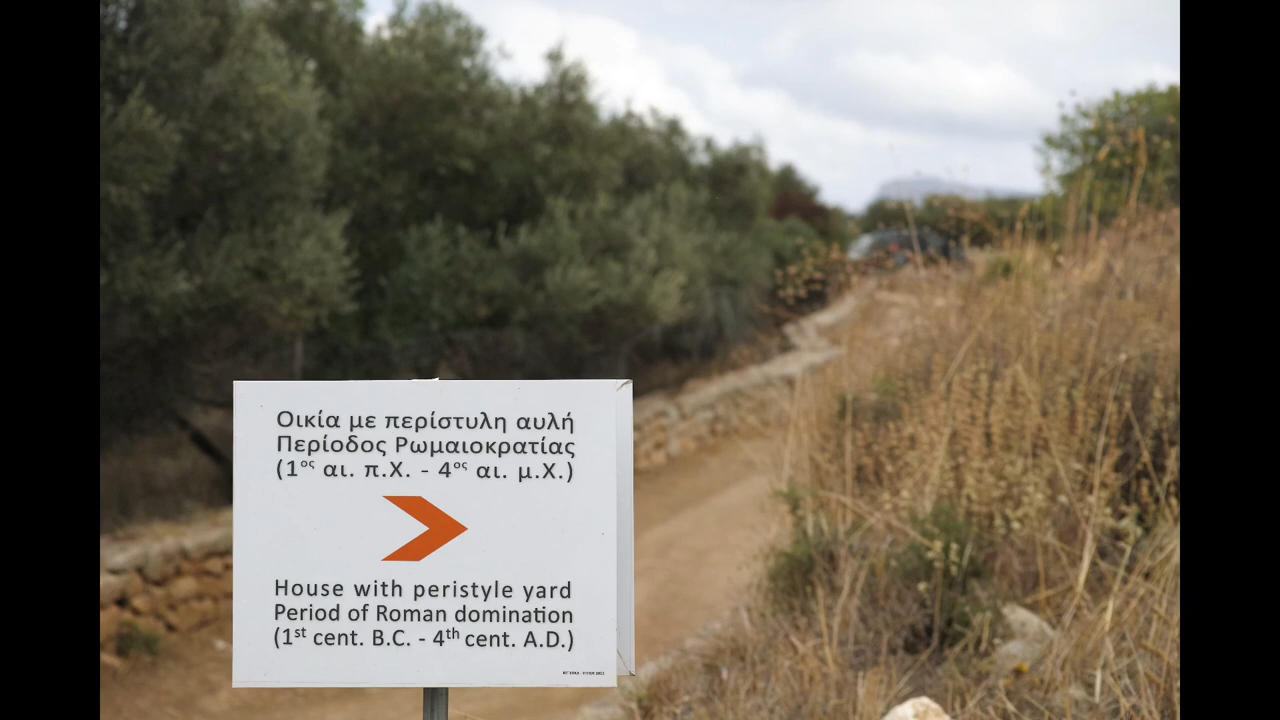 Οικία με περίστυλη αυλή
Περίοδος Ρωμαιοκρατίας
(1ος αι. π.Χ. - 4ος αι. μ.Χ.)
House with peristyle yard
Period of Roman domination
(1st cent. B.C. - 4th cent. A.D.)